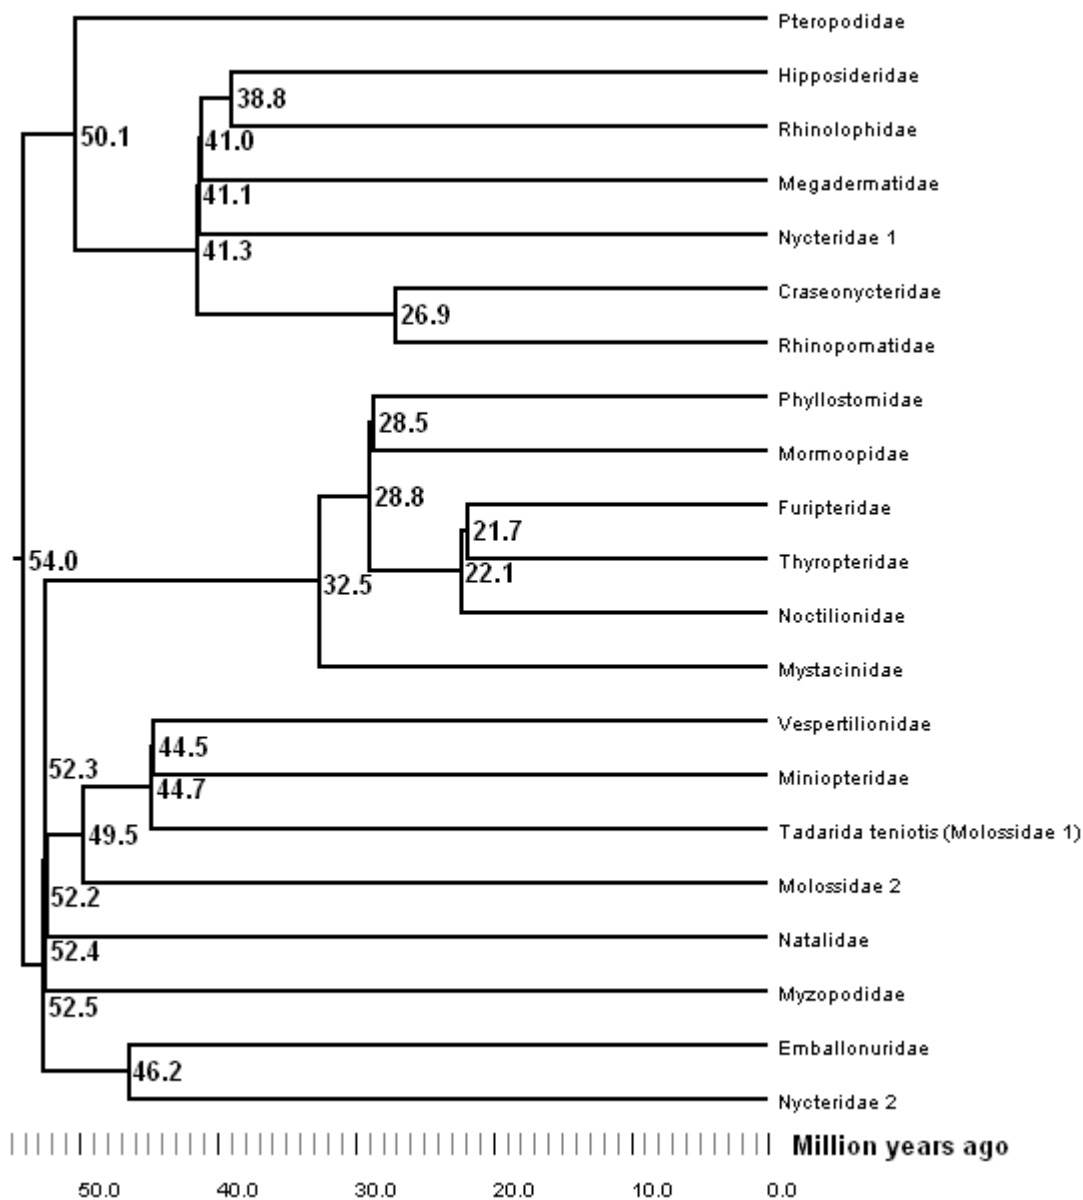 Pteropodidae
Hipposideridae
38.8
Rhinolophidae
50.1
41.0
Megadermatidae
41.1
Nycteridae 1
41.3
Craseonycteridae
26.9
Rhinopomatidae
Phyllostomidae
28.5
Mormoopidae
28.8
Furipteridae
21.7
54.0
Thyropteridae
22.1
32.5
Noctilionidae
Mystacinidae
Vespertilionidae
44.5
52.3
Miniopteridae
44.7
Tadarida teniotis (Molossidae 1)
49.5
Molossidae 2
52.2
Natalidae
52.4
Myzopodidae
52.5
Emballonuridae
46.2
Nycteridae 2
Million years ago
50.0 40.0 30.0 20.0 10.0 0.0